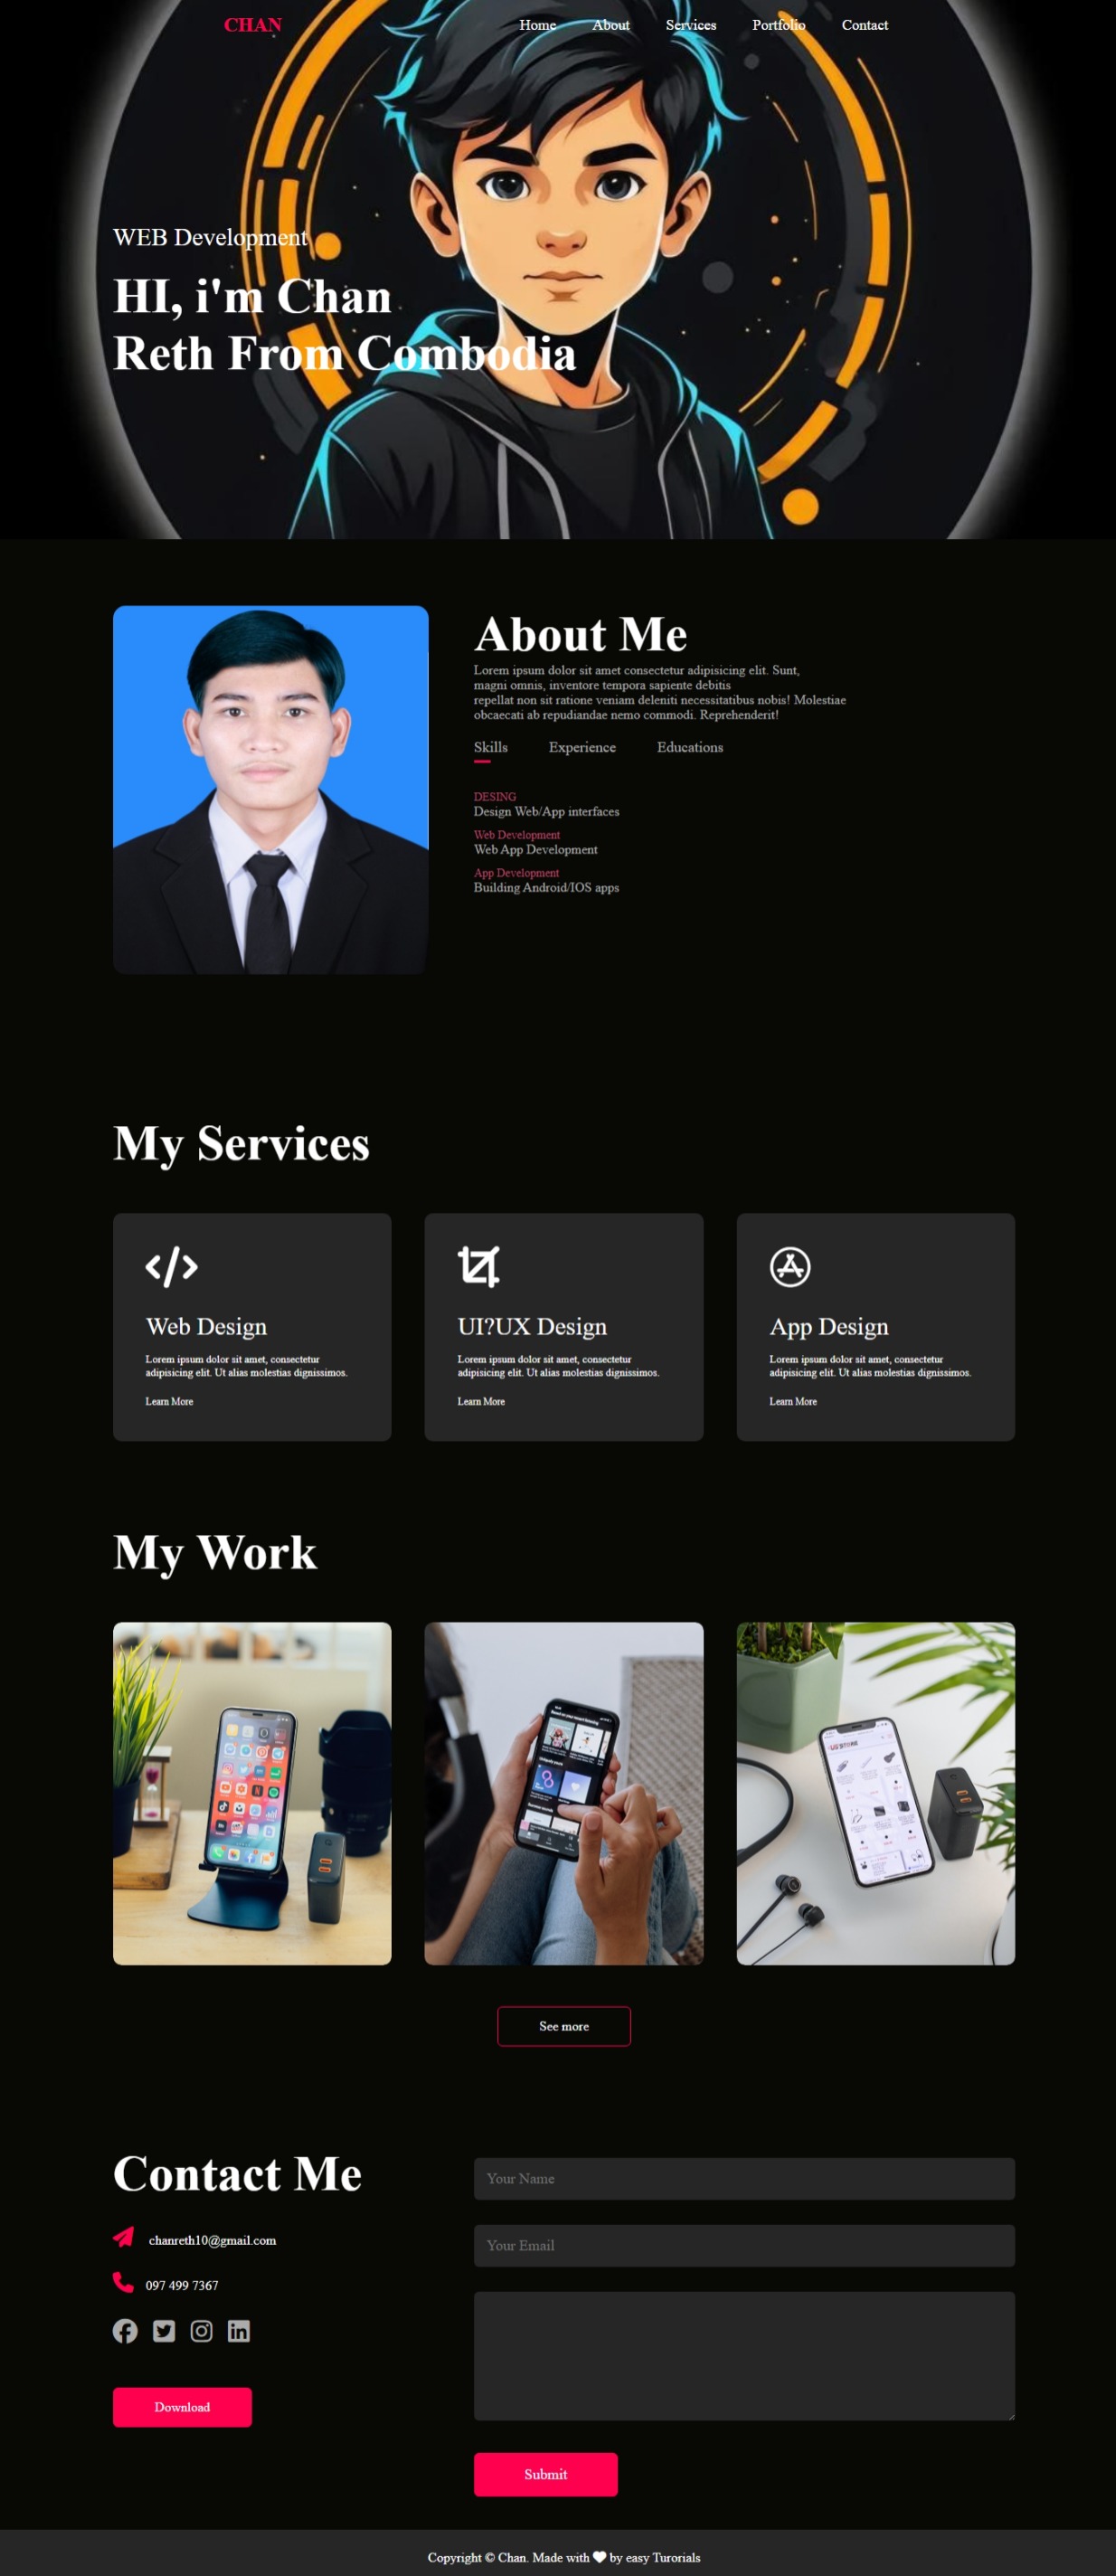 CHAN
Home About Services Portfolio Contact
WEB Development
HI, i'm Chan
Reth From Combodia
About Me
Lorem ipsum dolor sit amet consectetur adipisicing elit. Sunt,
magni omnis, inventore tempora sapiente debitis
repellat non sit ratione veniam deleniti necessitatibus nobis! Molestiae
obcaecati ab repudiandae nemo commodi. Reprehenderit!
Skills Experience Educations
DESING
Design Web/App interfaces
Web Development
Web App Development
App Development
Building Android/IOS apps
My Services
Web Design
Lorem ipsum dolor sit amet, consectetur
adipisicing elit. Ut alias molestias dignissimos.
Learn More
UI?UX Design
Lorem ipsum dolor sit amet, consectetur
adipisicing elit. Ut alias molestias dignissimos.
Learn More
App Design
Lorem ipsum dolor sit amet, consectetur
adipisicing elit. Ut alias molestias dignissimos.
Learn More
My Work
See more
Contact Me
chanreth10@gmail.com
097 499 7367
Download
Your Name
Your Email
Submit
Copyright © Chan. Made with by easy Turorials